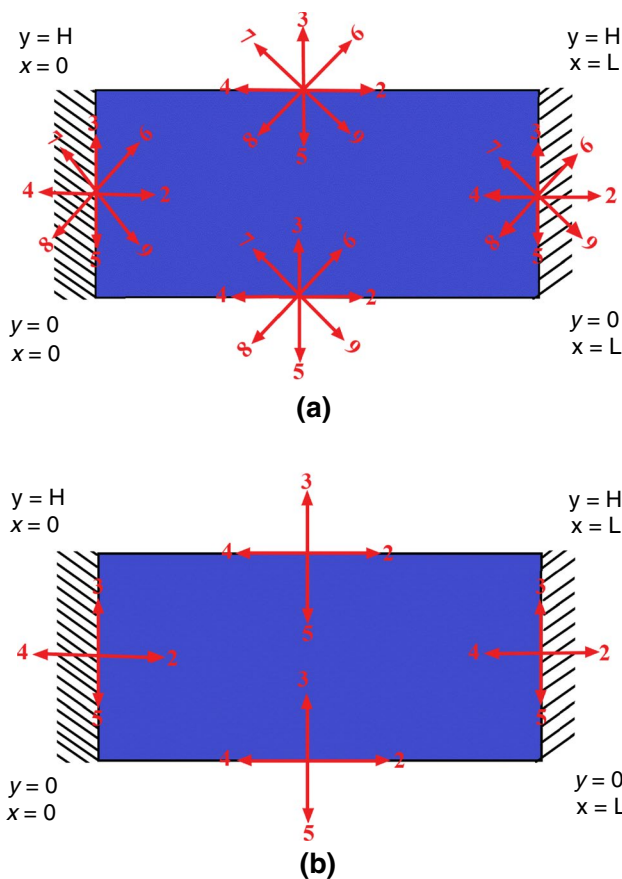 y = H
x = 0
y = H
x = L
7 3 6
4 2
8 5 9
3
7 6
4 2
8 9
5
3
7 6
4 2
8 9
5
3
7 6
4 2
8 9
5
y = 0
x = 0
y = 0
x = L
(a)
y = H
x = 0
y = H
x = L
3
4 2
5
3
4 2
5
3
4 2
5
3
4 2
5
y = 0
x = 0
y = 0
x = L
(b)